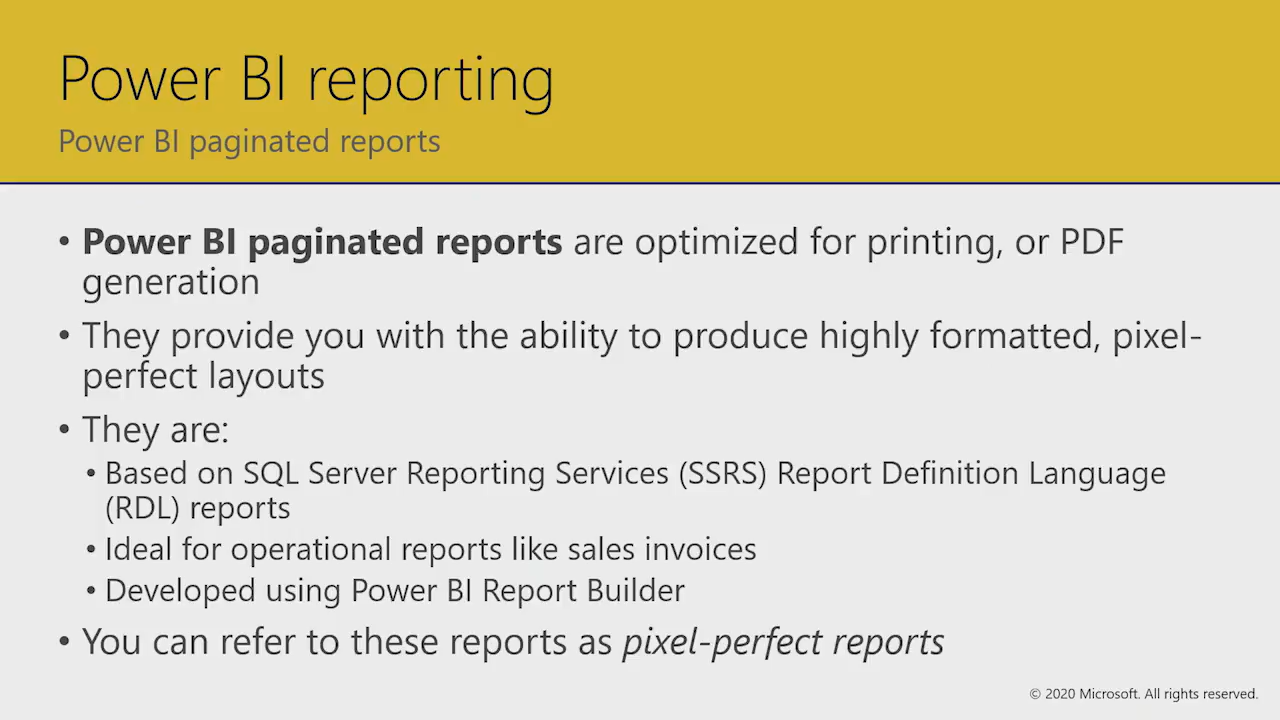 Power BI reporting
Power BI paginated reports
• Power BI paginated reports are optimized for printing, or PDF
generation
• They provide you with the ability to produce highly formatted, pixel-
perfect layouts
• They are:
• Based on SQL Server Reporting Services (SSRS) Report Definition Language
(RDL) reports
• Ideal for operational reports like sales invoices
• Developed using Power BI Report Builder
• You can refer to these reports as pixel-perfect reports
© 2020 Microsoft. All rights reserved.